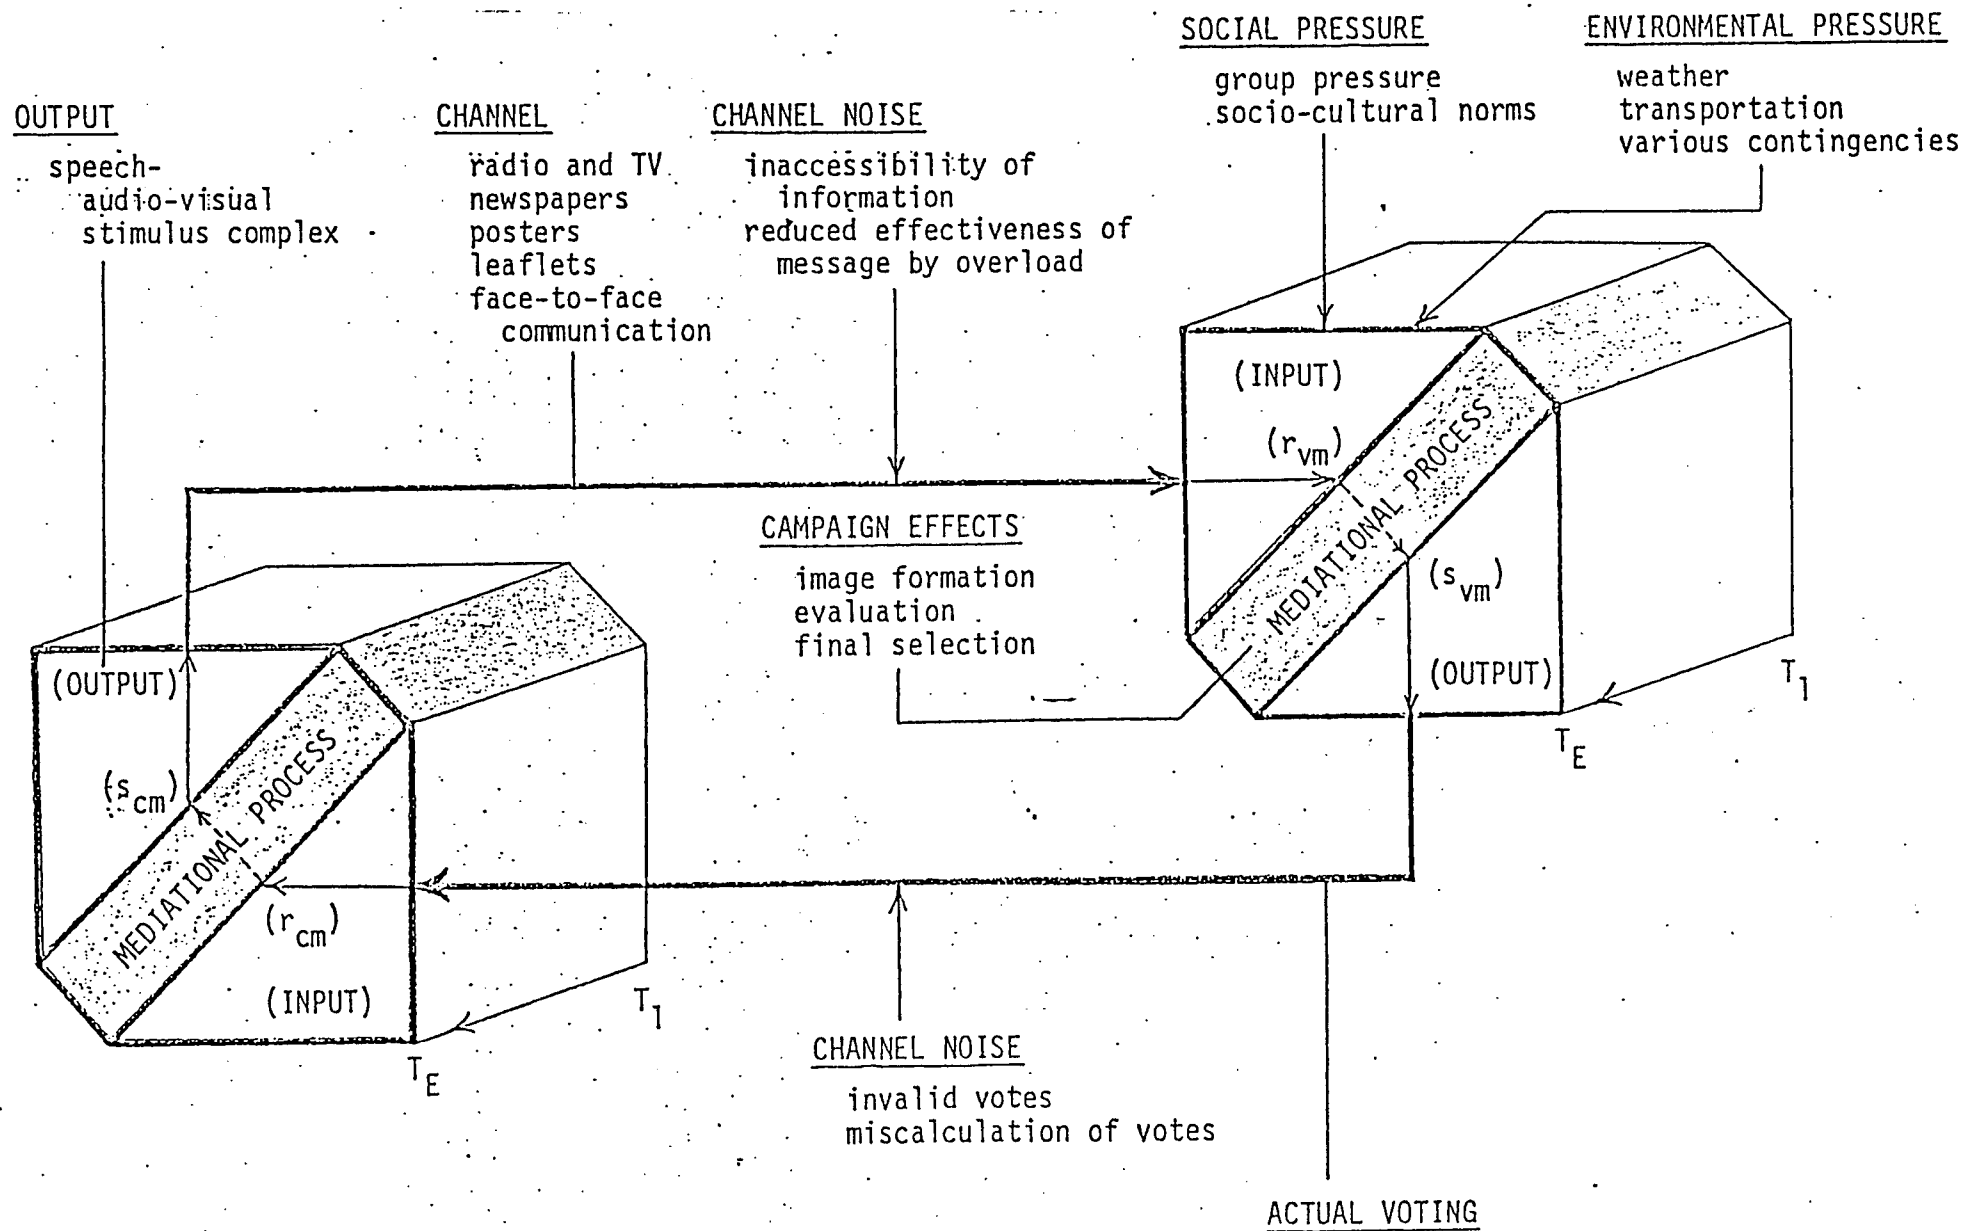 SOCIAL PRESSURE
group pressure
socio-cultural norms
ENVIRONMENTAL PRESSURE
weather
transportation
various contingencies
OUTPUT
speech-
audio-visual
stimulus complex
CHANNEL
radio and TV
newspapers
posters
leaflets
face-to-face
communication
CHANNEL NOISE
inaccessibility of
information
reduced effectiveness of
message by overload
(INPUT)
(r_vm)
MEDIATIONAL PROCESS
(s_vm)
(OUTPUT)
T_1
T_E
CAMPAIGN EFFECTS
image formation
evaluation
final selection
(OUTPUT)
(s_cm)
MEDIATIONAL PROCESS
(r_cm)
(INPUT)
T_1
T_E
CHANNEL NOISE
invalid votes
miscalculation of votes
ACTUAL VOTING